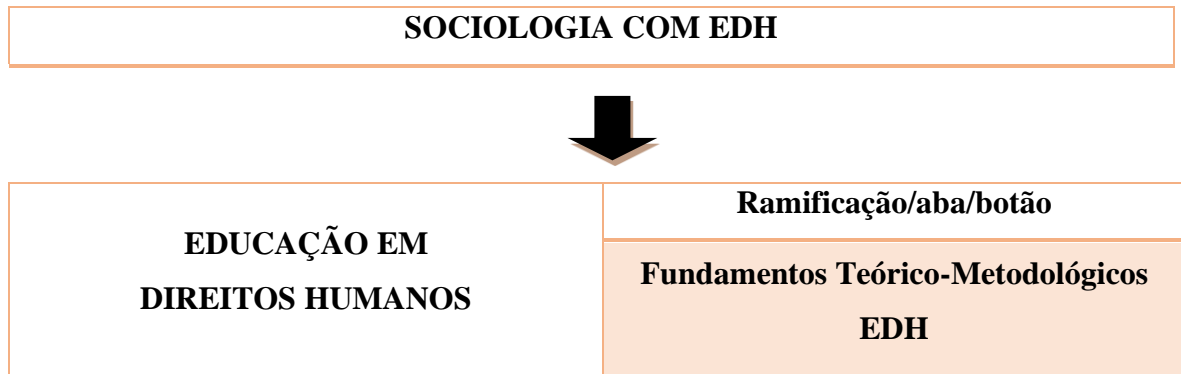 SOCIOLOGIA COM EDH
EDUCAÇÃO EM
DIREITOS HUMANOS
Ramificação/aba/botão
Fundamentos Teórico-Metodológicos
EDH